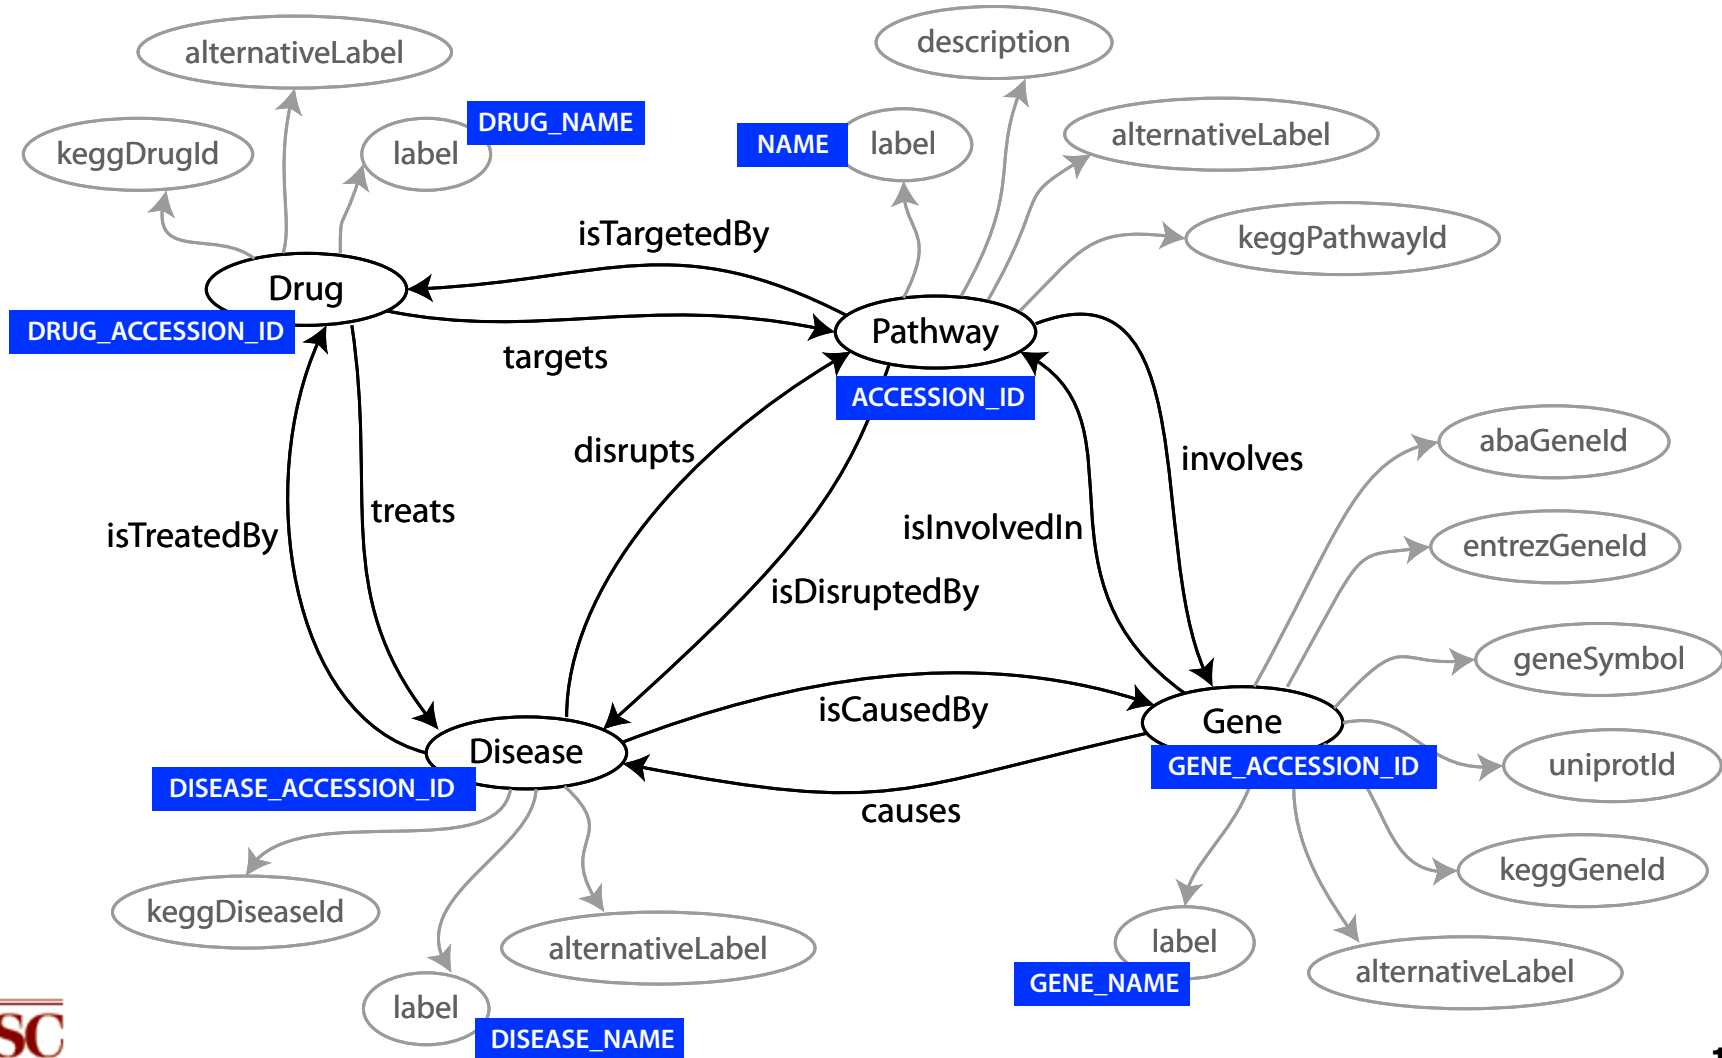 description
alternativeLabel
DRUG_NAME
alternativeLabel
NAME
label
keggDrugId
label
isTargetedBy
keggPathwayId
Drug
DRUG_ACCESSION_ID
Pathway
targets
ACCESSION_ID
abaGeneId
disrupts
involves
treats
isInvolvedIn
isTreatedBy
entrezGeneId
isDisruptedBy
geneSymbol
isCausedBy
Gene
Disease
GENE_ACCESSION_ID
uniprotId
DISEASE_ACCESSION_ID
causes
keggGeneId
keggDiseaseId
label
alternativeLabel
alternativeLabel
GENE_NAME
label
DISEASE_NAME
SC